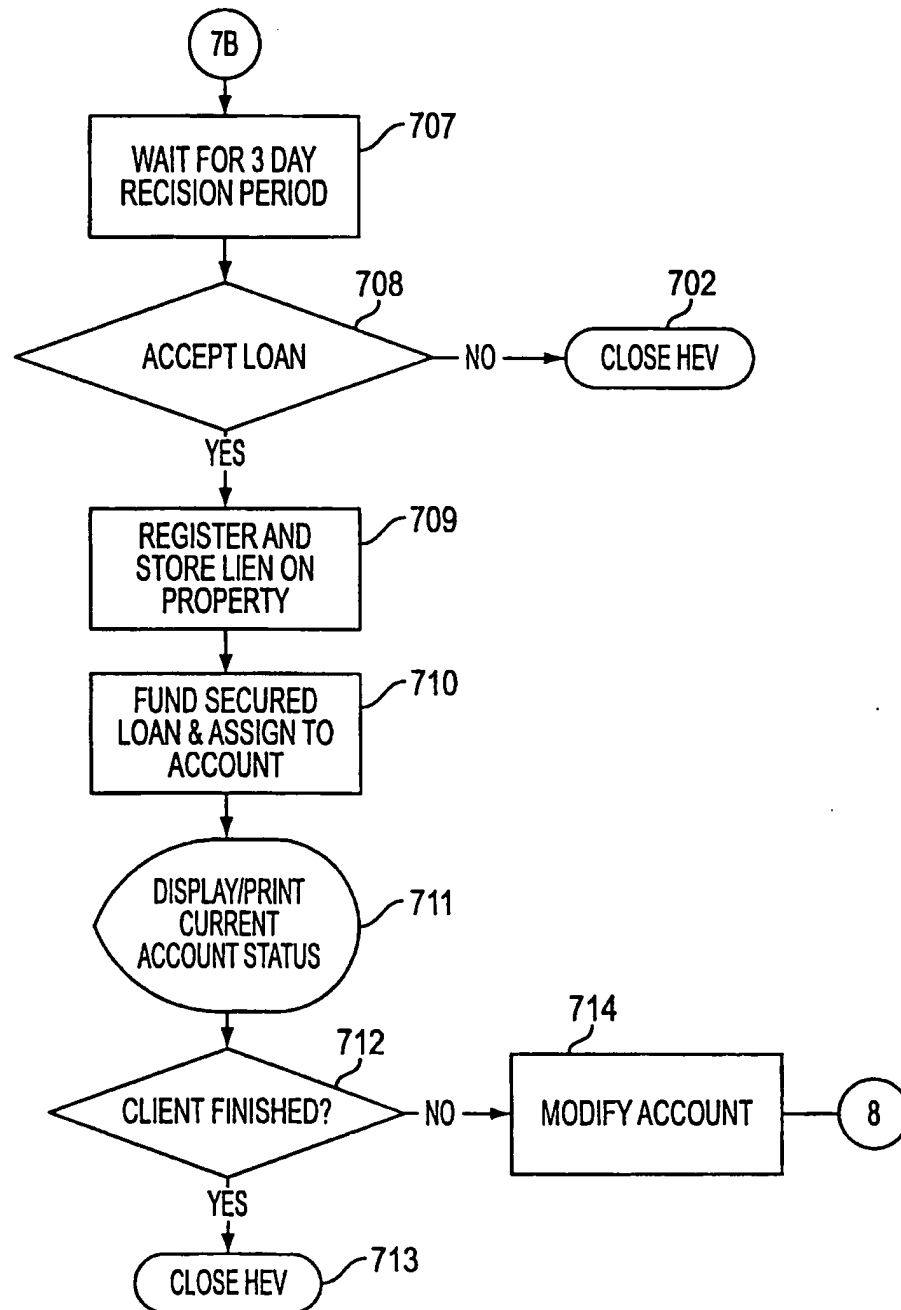 7B
707
WAIT FOR 3 DAY
RECISION PERIOD
708
ACCEPT LOAN
NO
702
CLOSE HEV
YES
709
REGISTER AND
STORE LIEN ON
PROPERTY
710
FUND SECURED
LOAN & ASSIGN TO
ACCOUNT
711
DISPLAY/PRINT
CURRENT
ACCOUNT STATUS
712
CLIENT FINISHED?
NO
714
MODIFY ACCOUNT
8
YES
713
CLOSE HEV